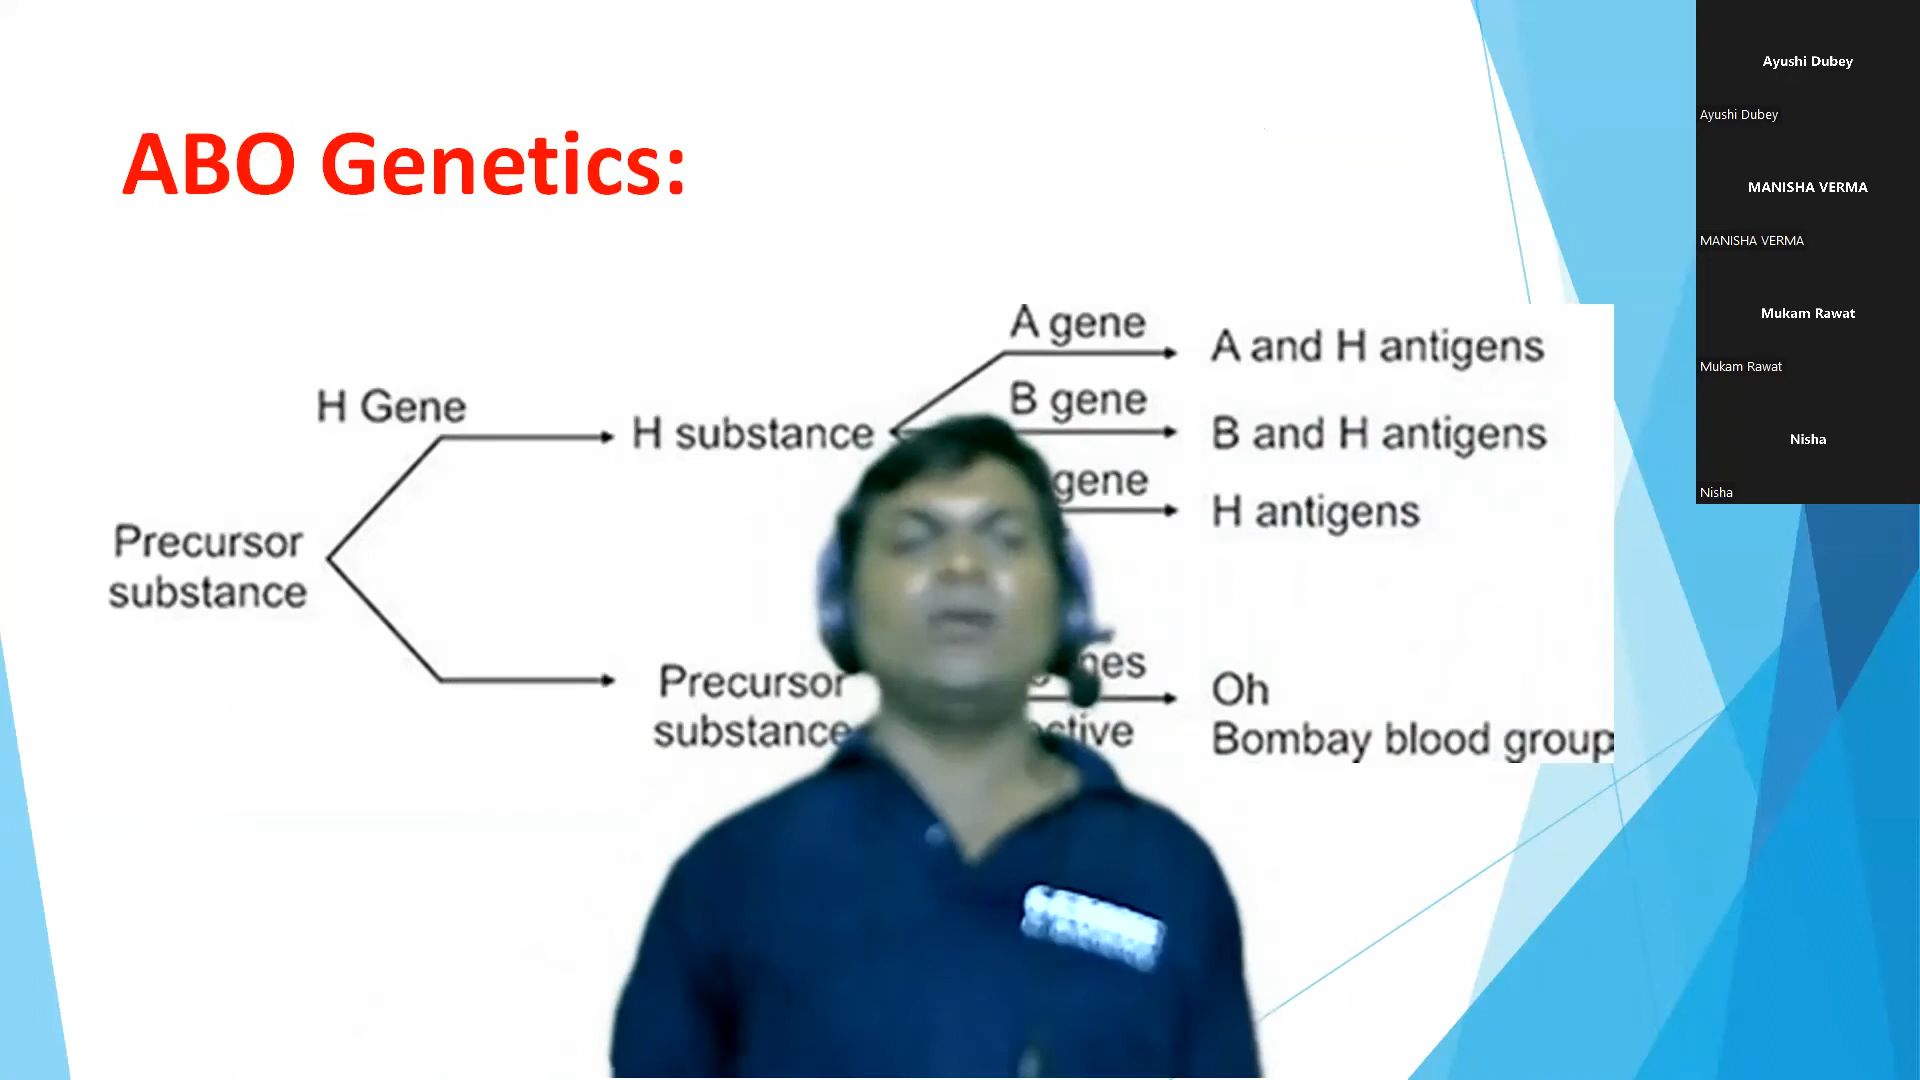 ABO Genetics:
A gene
A and H antigens
H Gene
B gene
H substance
B and H antigens
gene
H antigens
Precursor
substance
Precursor
substance
Oh
Bombay blood group
Ayushi Dubey
Ayushi Dubey
MANISHA VERMA
MANISHA VERMA
Mukam Rawat
Mukam Rawat
Nisha
Nisha